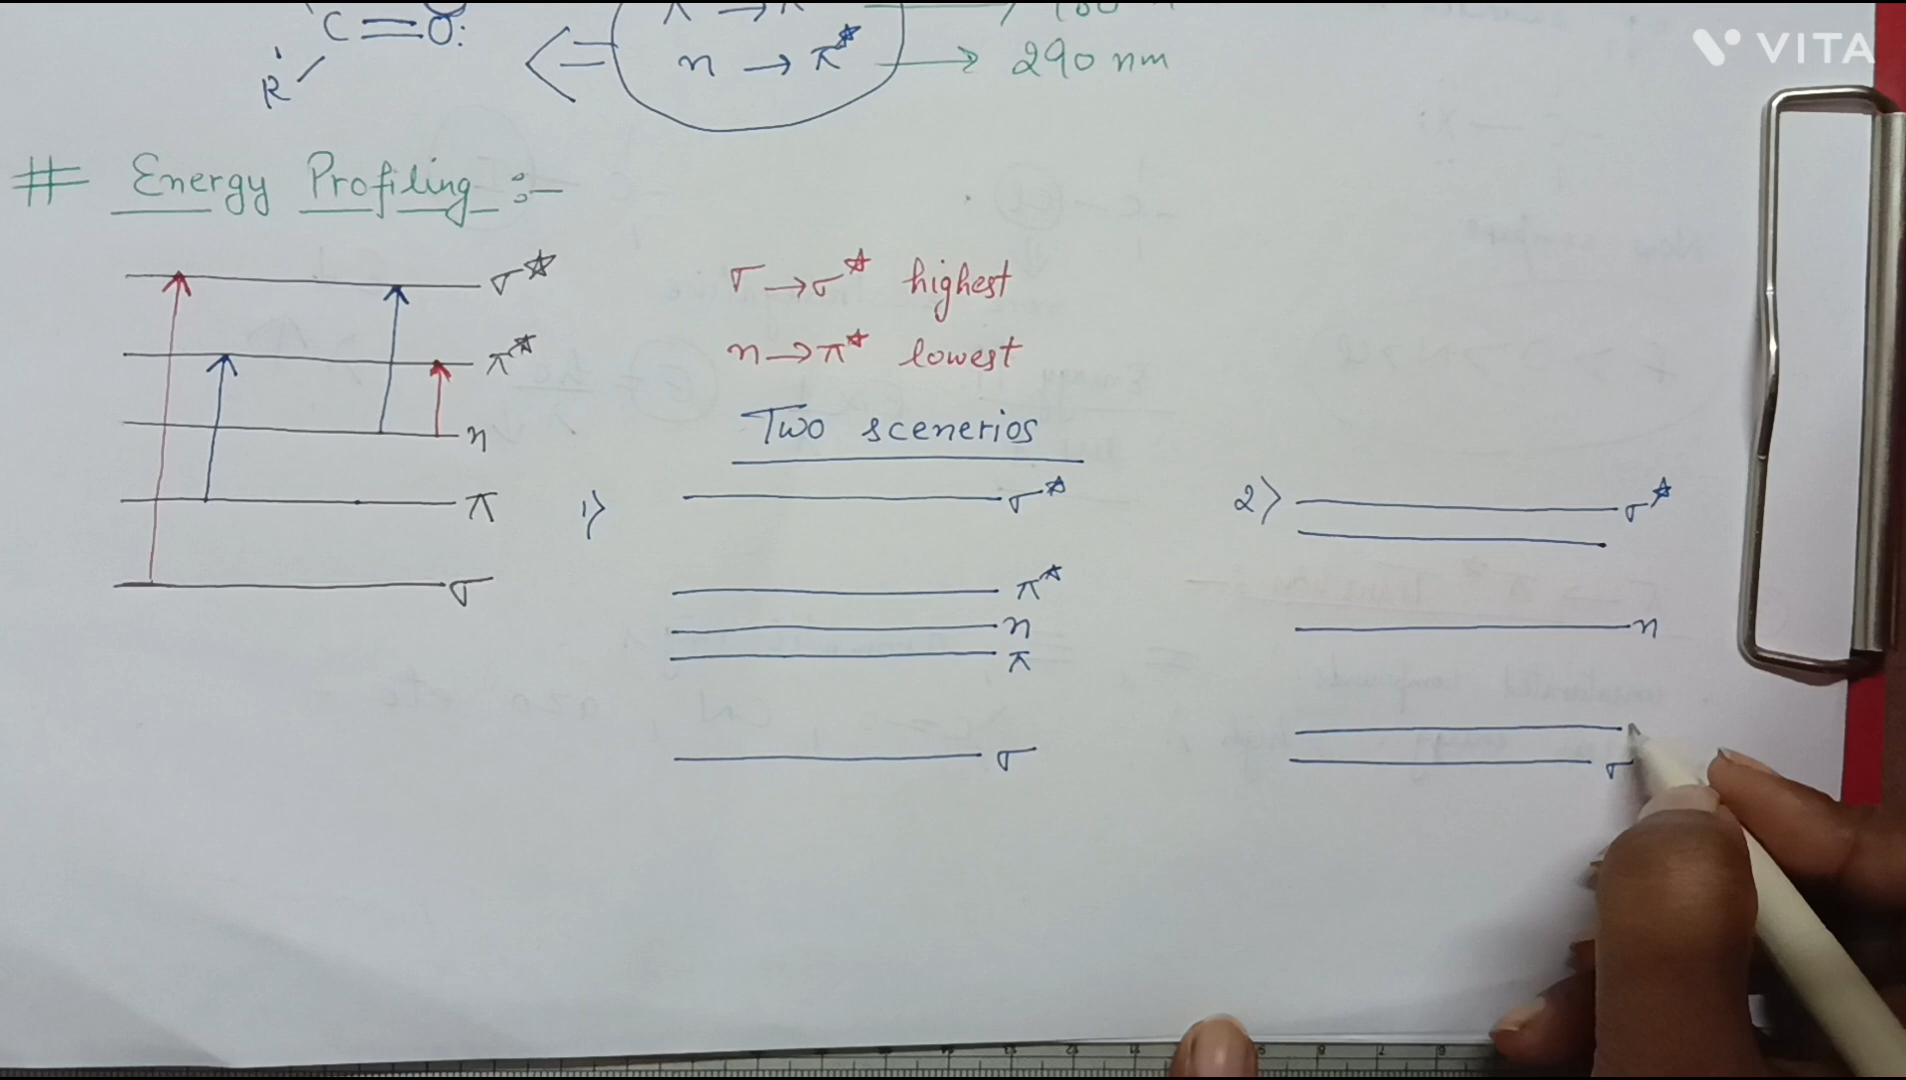 C=O:
R
n → π*
→ 290 nm
VITA
# Energy Profiling :-
σ*
π*
n
π
σ
σ → σ* highest
n → π* lowest
Two scenerios
1)
σ*
π*
n
π
σ
2)
σ*
n
σ